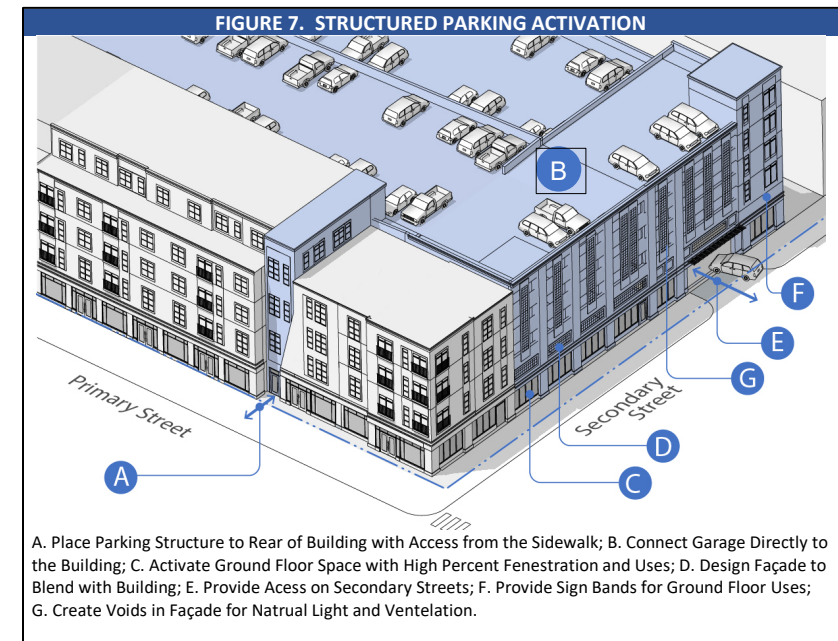 FIGURE 7. STRUCTURED PARKING ACTIVATION
B
F
E
G
D
C
A
Primary Street
Secondary
Street
A. Place Parking Structure to Rear of Building with Access from the Sidewalk; B. Connect Garage Directly to
the Building; C. Activate Ground Floor Space with High Percent Fenestration and Uses; D. Design Façade to
Blend with Building; E. Provide Acess on Secondary Streets; F. Provide Sign Bands for Ground Floor Uses;
G. Create Voids in Façade for Natrual Light and Ventelation.